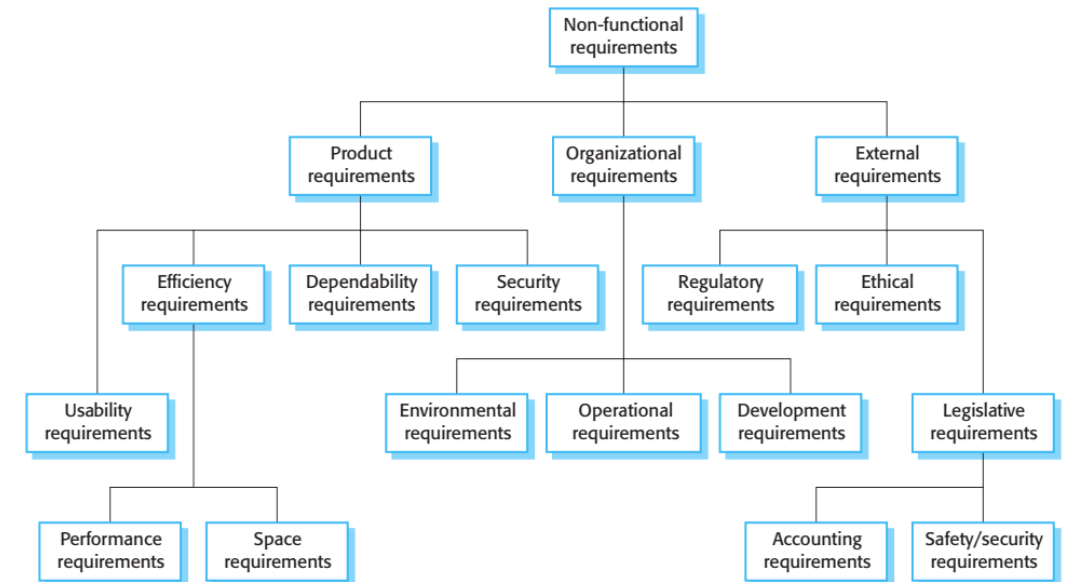 Non-functional
requirements
Product
requirements
Organizational
requirements
External
requirements
Efficiency
requirements
Dependability
requirements
Security
requirements
Regulatory
requirements
Ethical
requirements
Usability
requirements
Environmental
requirements
Operational
requirements
Development
requirements
Legislative
requirements
Performance
requirements
Space
requirements
Accounting
requirements
Safety/security
requirements